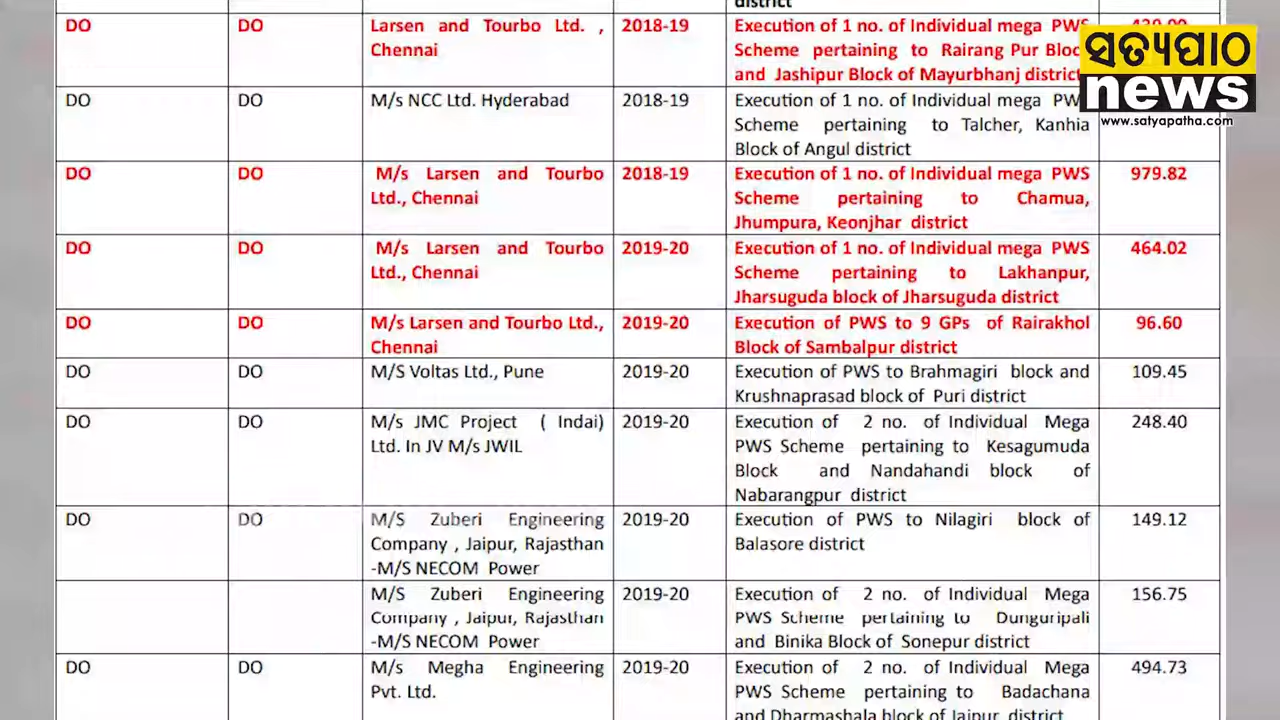 district
DO DO Larsen and Tourbo Ltd. , 2018-19 Execution of 1 no. of Individual mega PWS
Chennai Scheme pertaining to Rairang Pur Block
and Jashipur Block of Mayurbhanj district
DO DO M/s NCC Ltd. Hyderabad 2018-19 Execution of 1 no. of Individual mega PWS
Scheme pertaining to Talcher, Kanhia
Block of Angul district
DO DO M/s Larsen and Tourbo 2018-19 Execution of 1 no. of Individual mega PWS 979.82
Ltd., Chennai Scheme pertaining to Chamua,
Jhumpura, Keonjhar district
DO DO M/s Larsen and Tourbo 2019-20 Execution of 1 no. of Individual mega PWS 464.02
Ltd., Chennai Scheme pertaining to Lakhanpur,
Jharsuguda block of Jharsuguda district
DO DO M/s Larsen and Tourbo Ltd., 2019-20 Execution of PWS to 9 GPs of Rairakhol 96.60
Chennai Block of Sambalpur district
DO DO M/S Voltas Ltd., Pune 2019-20 Execution of PWS to Brahmagiri block and 109.45
Krushnaprasad block of Puri district
DO DO M/s JMC Project ( Indai) 2019-20 Execution of 2 no. of Individual Mega 248.40
Ltd. In JV M/s JWIL PWS Scheme pertaining to Kesagumuda
Block and Nandahandi block of
Nabarangpur district
DO DO M/S Zuberi Engineering 2019-20 Execution of PWS to Nilagiri block of 149.12
Company , Jaipur, Rajasthan Balasore district
-M/S NECOM Power
M/S Zuberi Engineering 2019-20 Execution of 2 no. of Individual Mega 156.75
Company , Jaipur, Rajasthan PWS Scheme pertaining to Dunguripali
-M/S NECOM Power and Binika Block of Sonepur district
DO DO M/s Megha Engineering 2019-20 Execution of 2 no. of Individual Mega 494.73
Pvt. Ltd. PWS Scheme pertaining to Badachana
and Dharmashala block of Jajpur district
ସତ୍ୟପାଠ
news
www.satyapatha.com